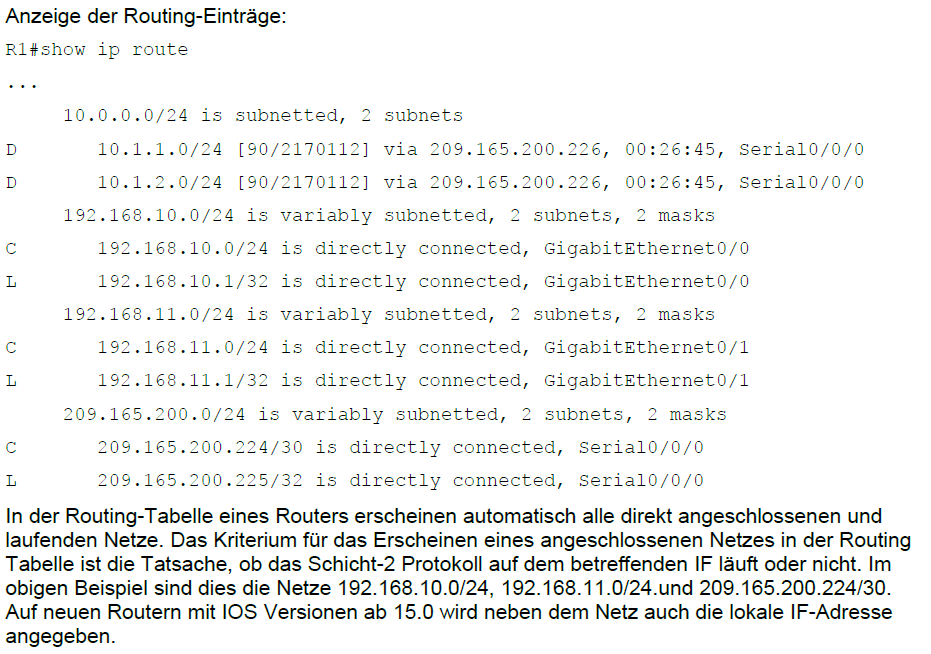 Anzeige der Routing-Einträge:
R1#show ip route
...
10.0.0.0/24 is subnetted, 2 subnets
D 10.1.1.0/24 [90/2170112] via 209.165.200.226, 00:26:45, Serial0/0/0
D 10.1.2.0/24 [90/2170112] via 209.165.200.226, 00:26:45, Serial0/0/0
192.168.10.0/24 is variably subnetted, 2 subnets, 2 masks
C 192.168.10.0/24 is directly connected, GigabitEthernet0/0
L 192.168.10.1/32 is directly connected, GigabitEthernet0/0
192.168.11.0/24 is variably subnetted, 2 subnets, 2 masks
C 192.168.11.0/24 is directly connected, GigabitEthernet0/1
L 192.168.11.1/32 is directly connected, GigabitEthernet0/1
209.165.200.0/24 is variably subnetted, 2 subnets, 2 masks
C 209.165.200.224/30 is directly connected, Serial0/0/0
L 209.165.200.225/32 is directly connected, Serial0/0/0
In der Routing-Tabelle eines Routers erscheinen automatisch alle direkt angeschlossenen und
laufenden Netze. Das Kriterium für das Erscheinen eines angeschlossenen Netzes in der Routing
Tabelle ist die Tatsache, ob das Schicht-2 Protokoll auf dem betreffenden IF läuft oder nicht. Im
obigen Beispiel sind dies die Netze 192.168.10.0/24, 192.168.11.0/24.und 209.165.200.224/30.
Auf neuen Routern mit IOS Versionen ab 15.0 wird neben dem Netz auch die lokale IF-Adresse
angegeben.